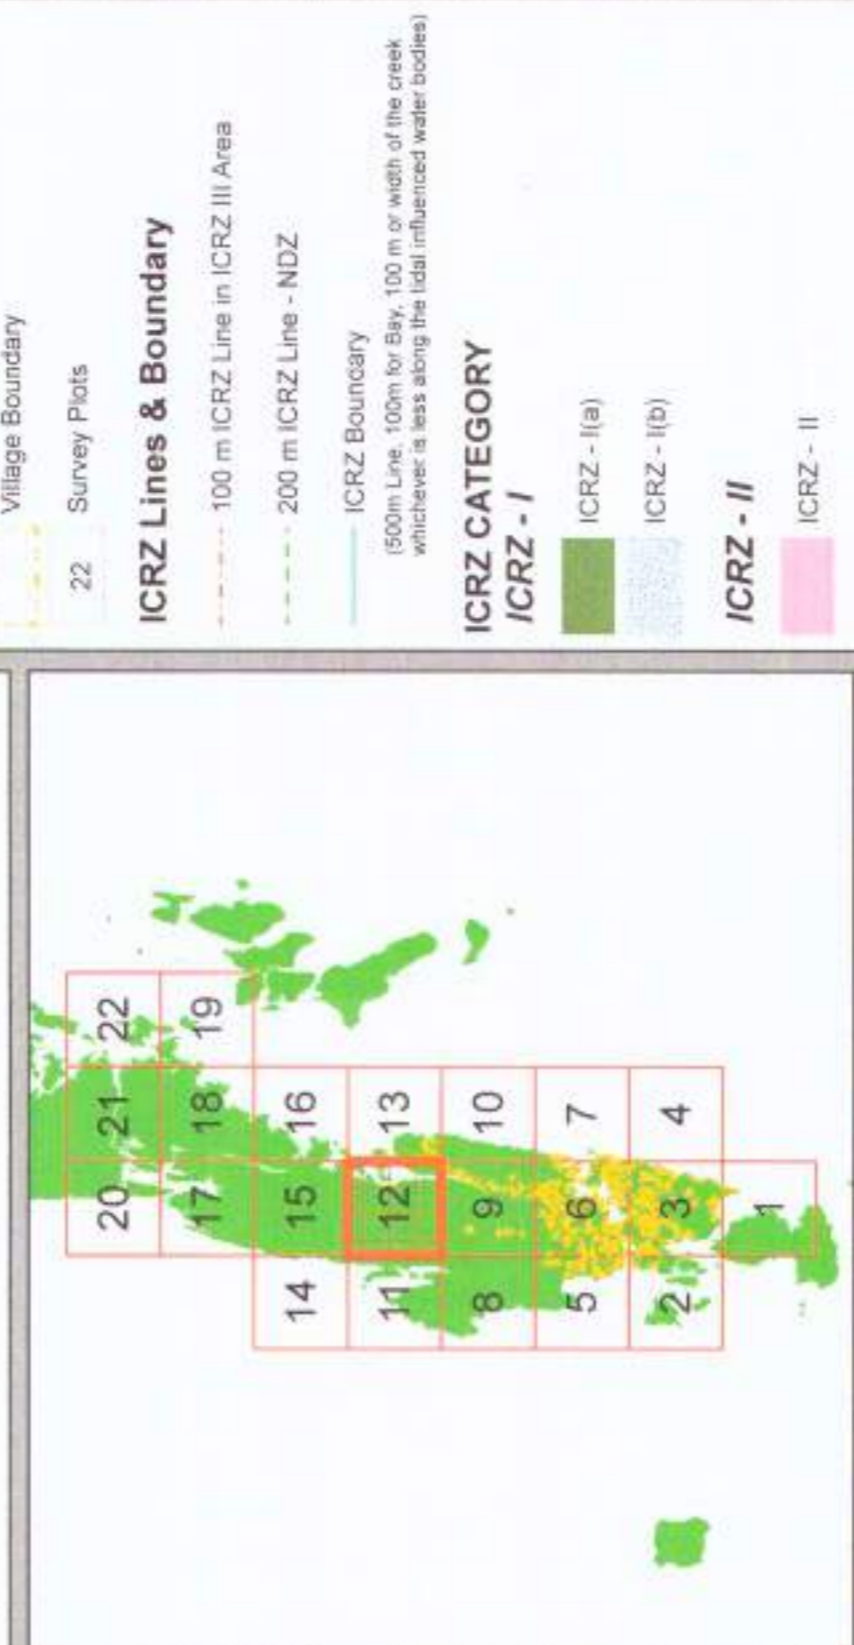 Village Boundary
22 Survey Plots
ICRZ Lines & Boundary
100 m ICRZ Line in ICRZ III Area
200 m ICRZ Line - NDZ
ICRZ Boundary
(500m Line, 100m for Bay, 100 m or width of the creek
whichever is less along the tidal influenced water bodies)
ICRZ CATEGORY
ICRZ - I
ICRZ - I(a)
ICRZ - I(b)
ICRZ - II
ICRZ - II
20 21 22
17 18 19
14 15 16
11 12 13
8 9 10
5 6 7
2 3 4
1